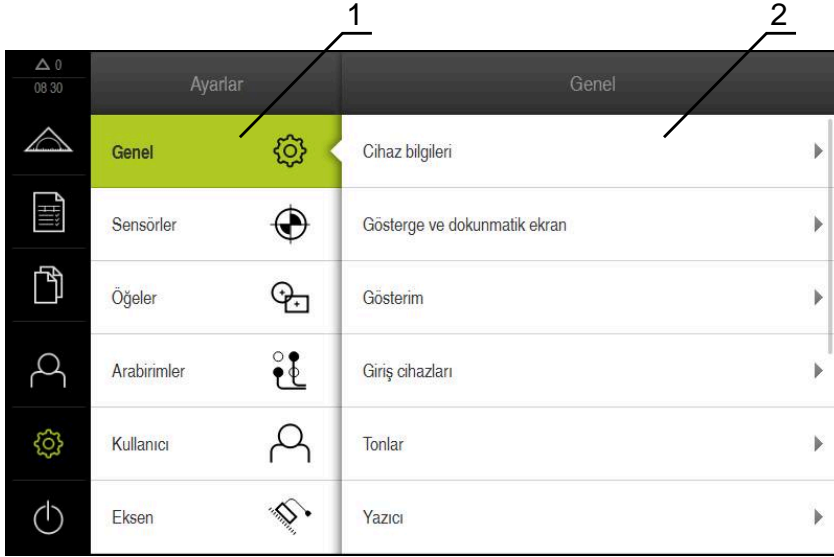 1
2
0
08 30
Ayarlar
Genel
Genel
Cihaz bilgileri
Sensörler
Gösterge ve dokunmatik ekran
Öğeler
Gösterim
Arabirimler
Giriş cihazları
Kullanıcı
Tonlar
Eksen
Yazıcı